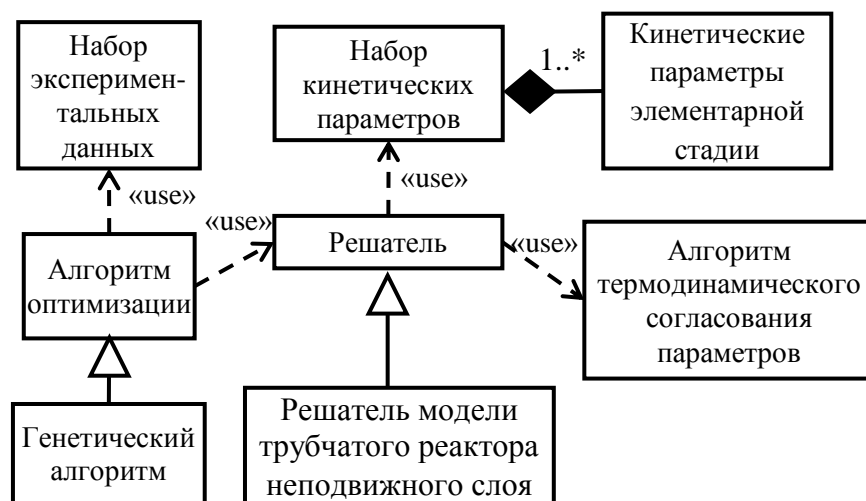 Набор
эксперимен-
тальных
данных
Набор
кинетических
параметров
1..*
Кинетические
параметры
элементарной
стадии
«use»
«use»
«use»
«use»
Алгоритм
оптимизации
Решатель
Алгоритм
термодинамического
согласования
параметров
Генетический
алгоритм
Решатель модели
трубчатого реактора
неподвижного слоя